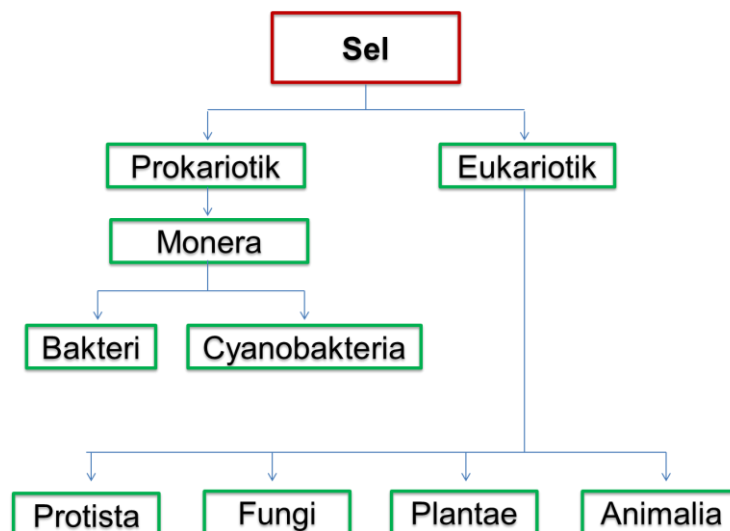 Sel
Prokariotik
Eukariotik
Monera
Bakteri
Cyanobakteria
Protista
Fungi
Plantae
Animalia